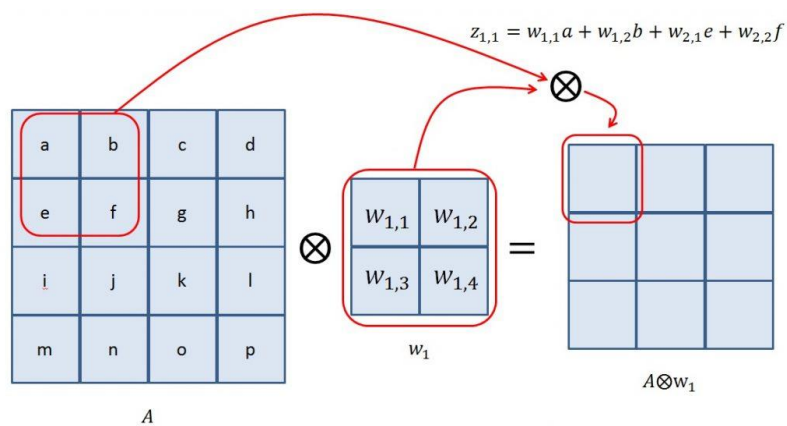 z₁,₁ = w₁,₁a + w₁,₂b + w₂,₁e + w₂,₂f
a b c d
e f g h
i j k l
m n o p
A
⊗
w₁,₁ w₁,₂
w₁,₃ w₁,₄
w₁
=
⊗
A⊗w₁